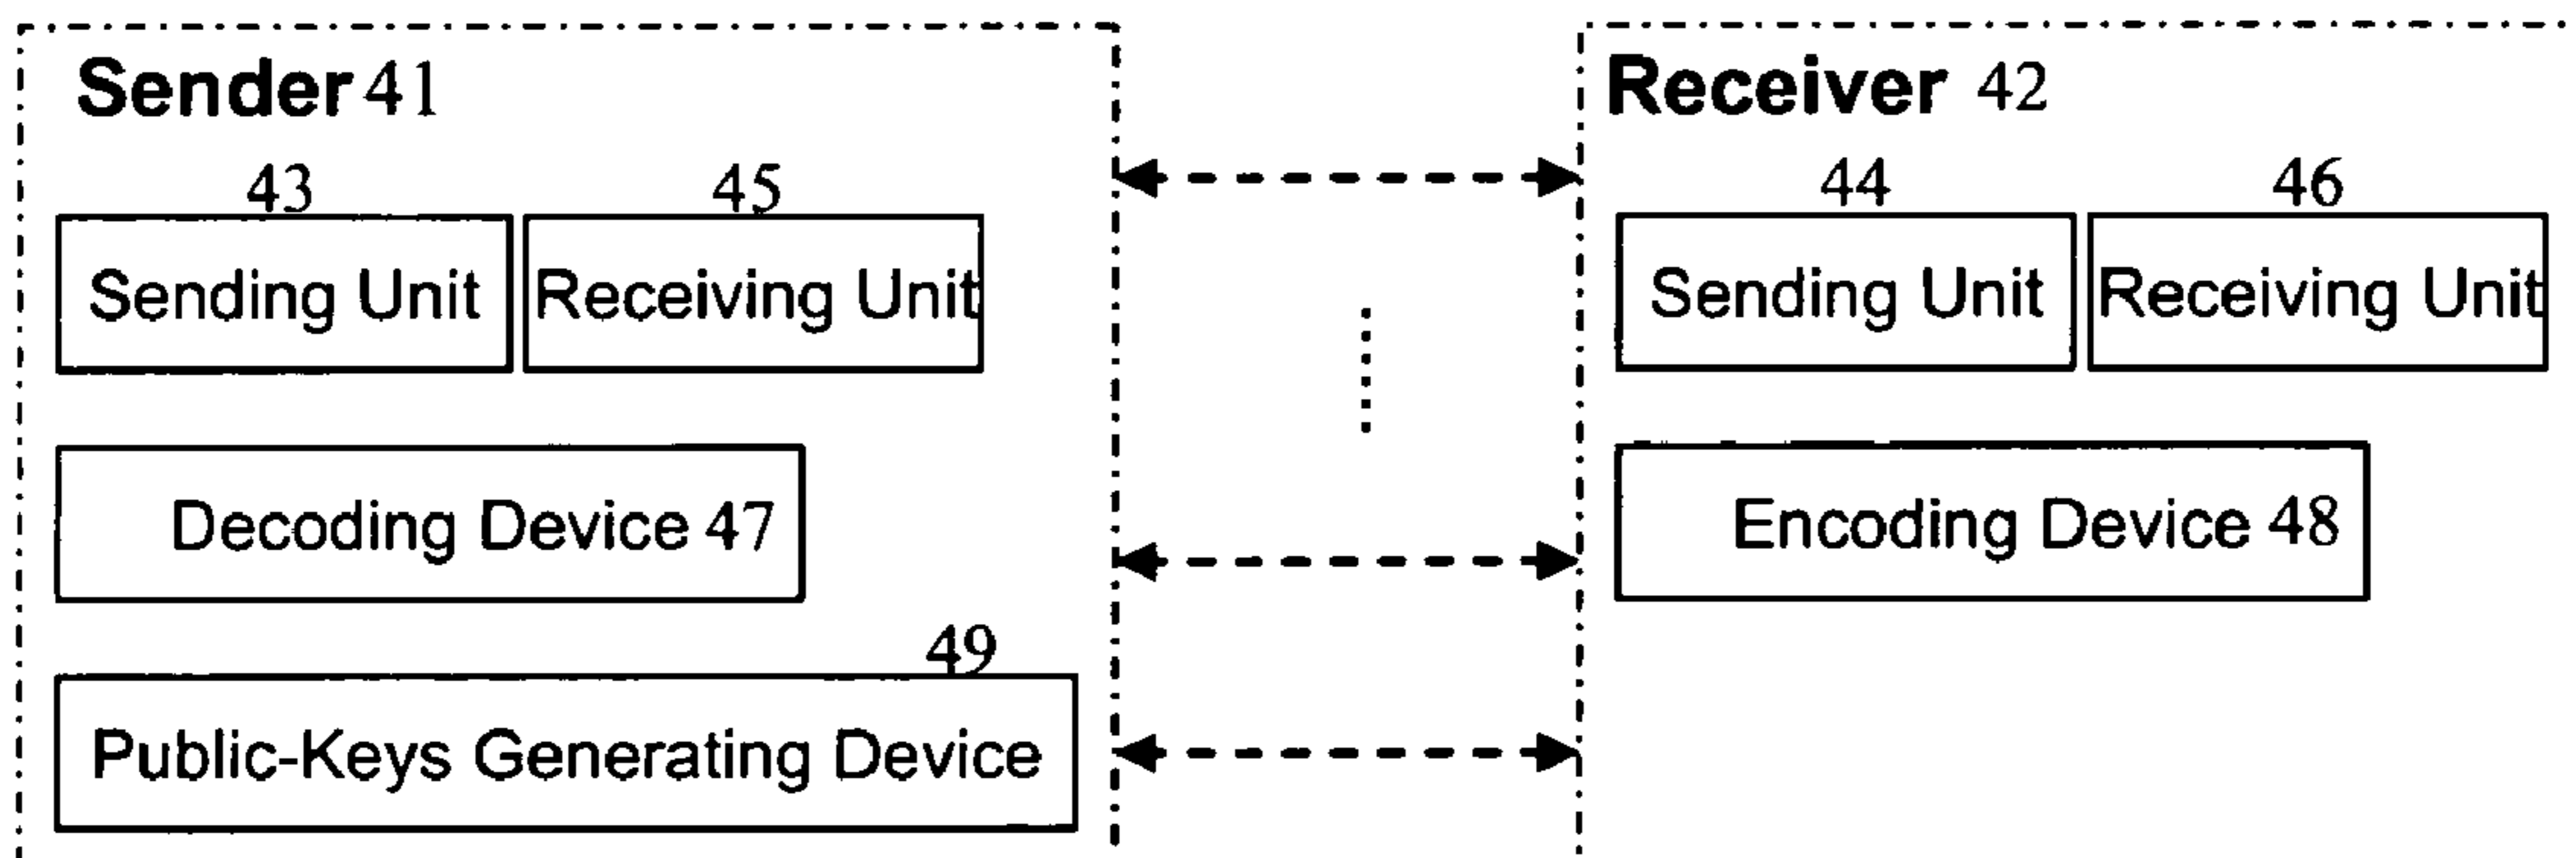 Sender 41
43 45
Sending Unit Receiving Unit
Decoding Device 47
49
Public-Keys Generating Device
Receiver 42
44 46
Sending Unit Receiving Unit
Encoding Device 48